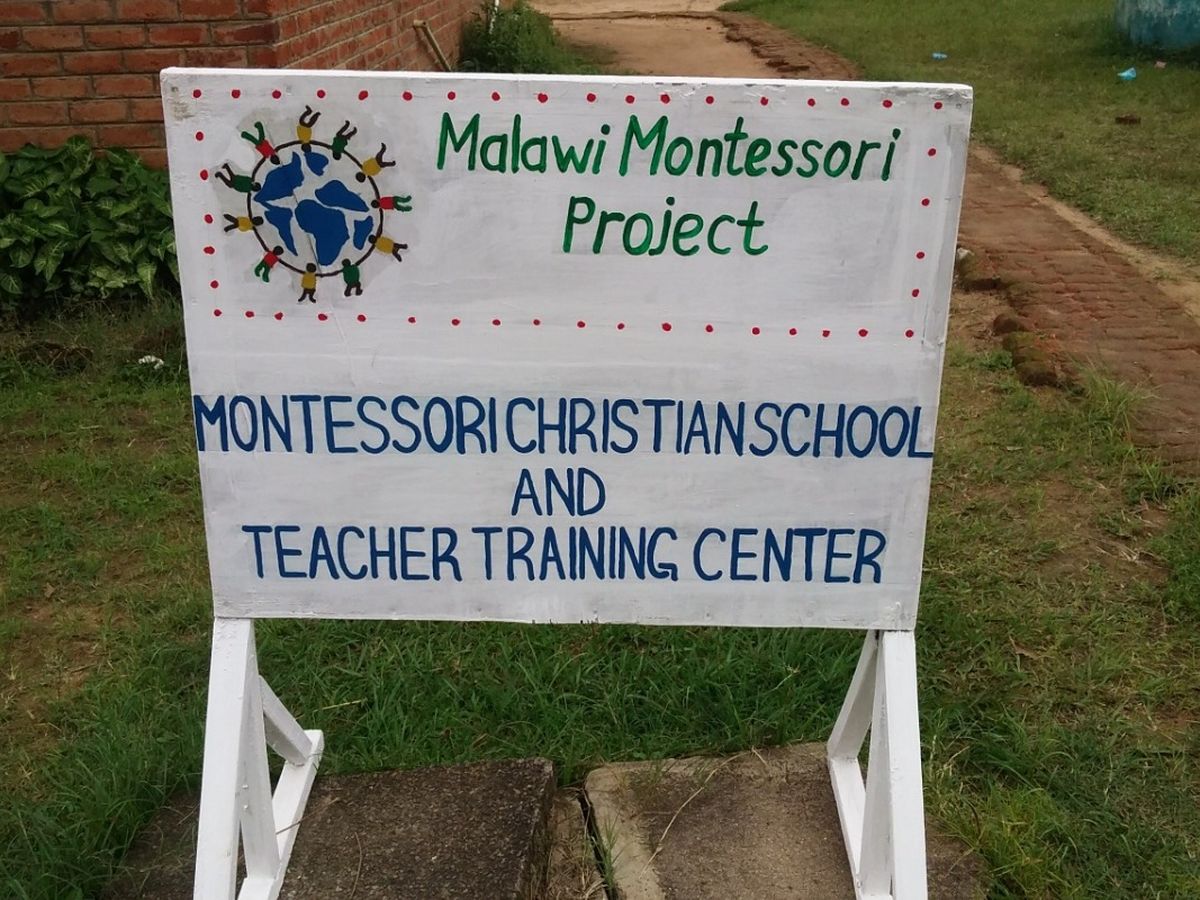 Malawi Montessori
Project
MONTESSORI CHRISTIAN SCHOOL
AND
TEACHER TRAINING CENTER